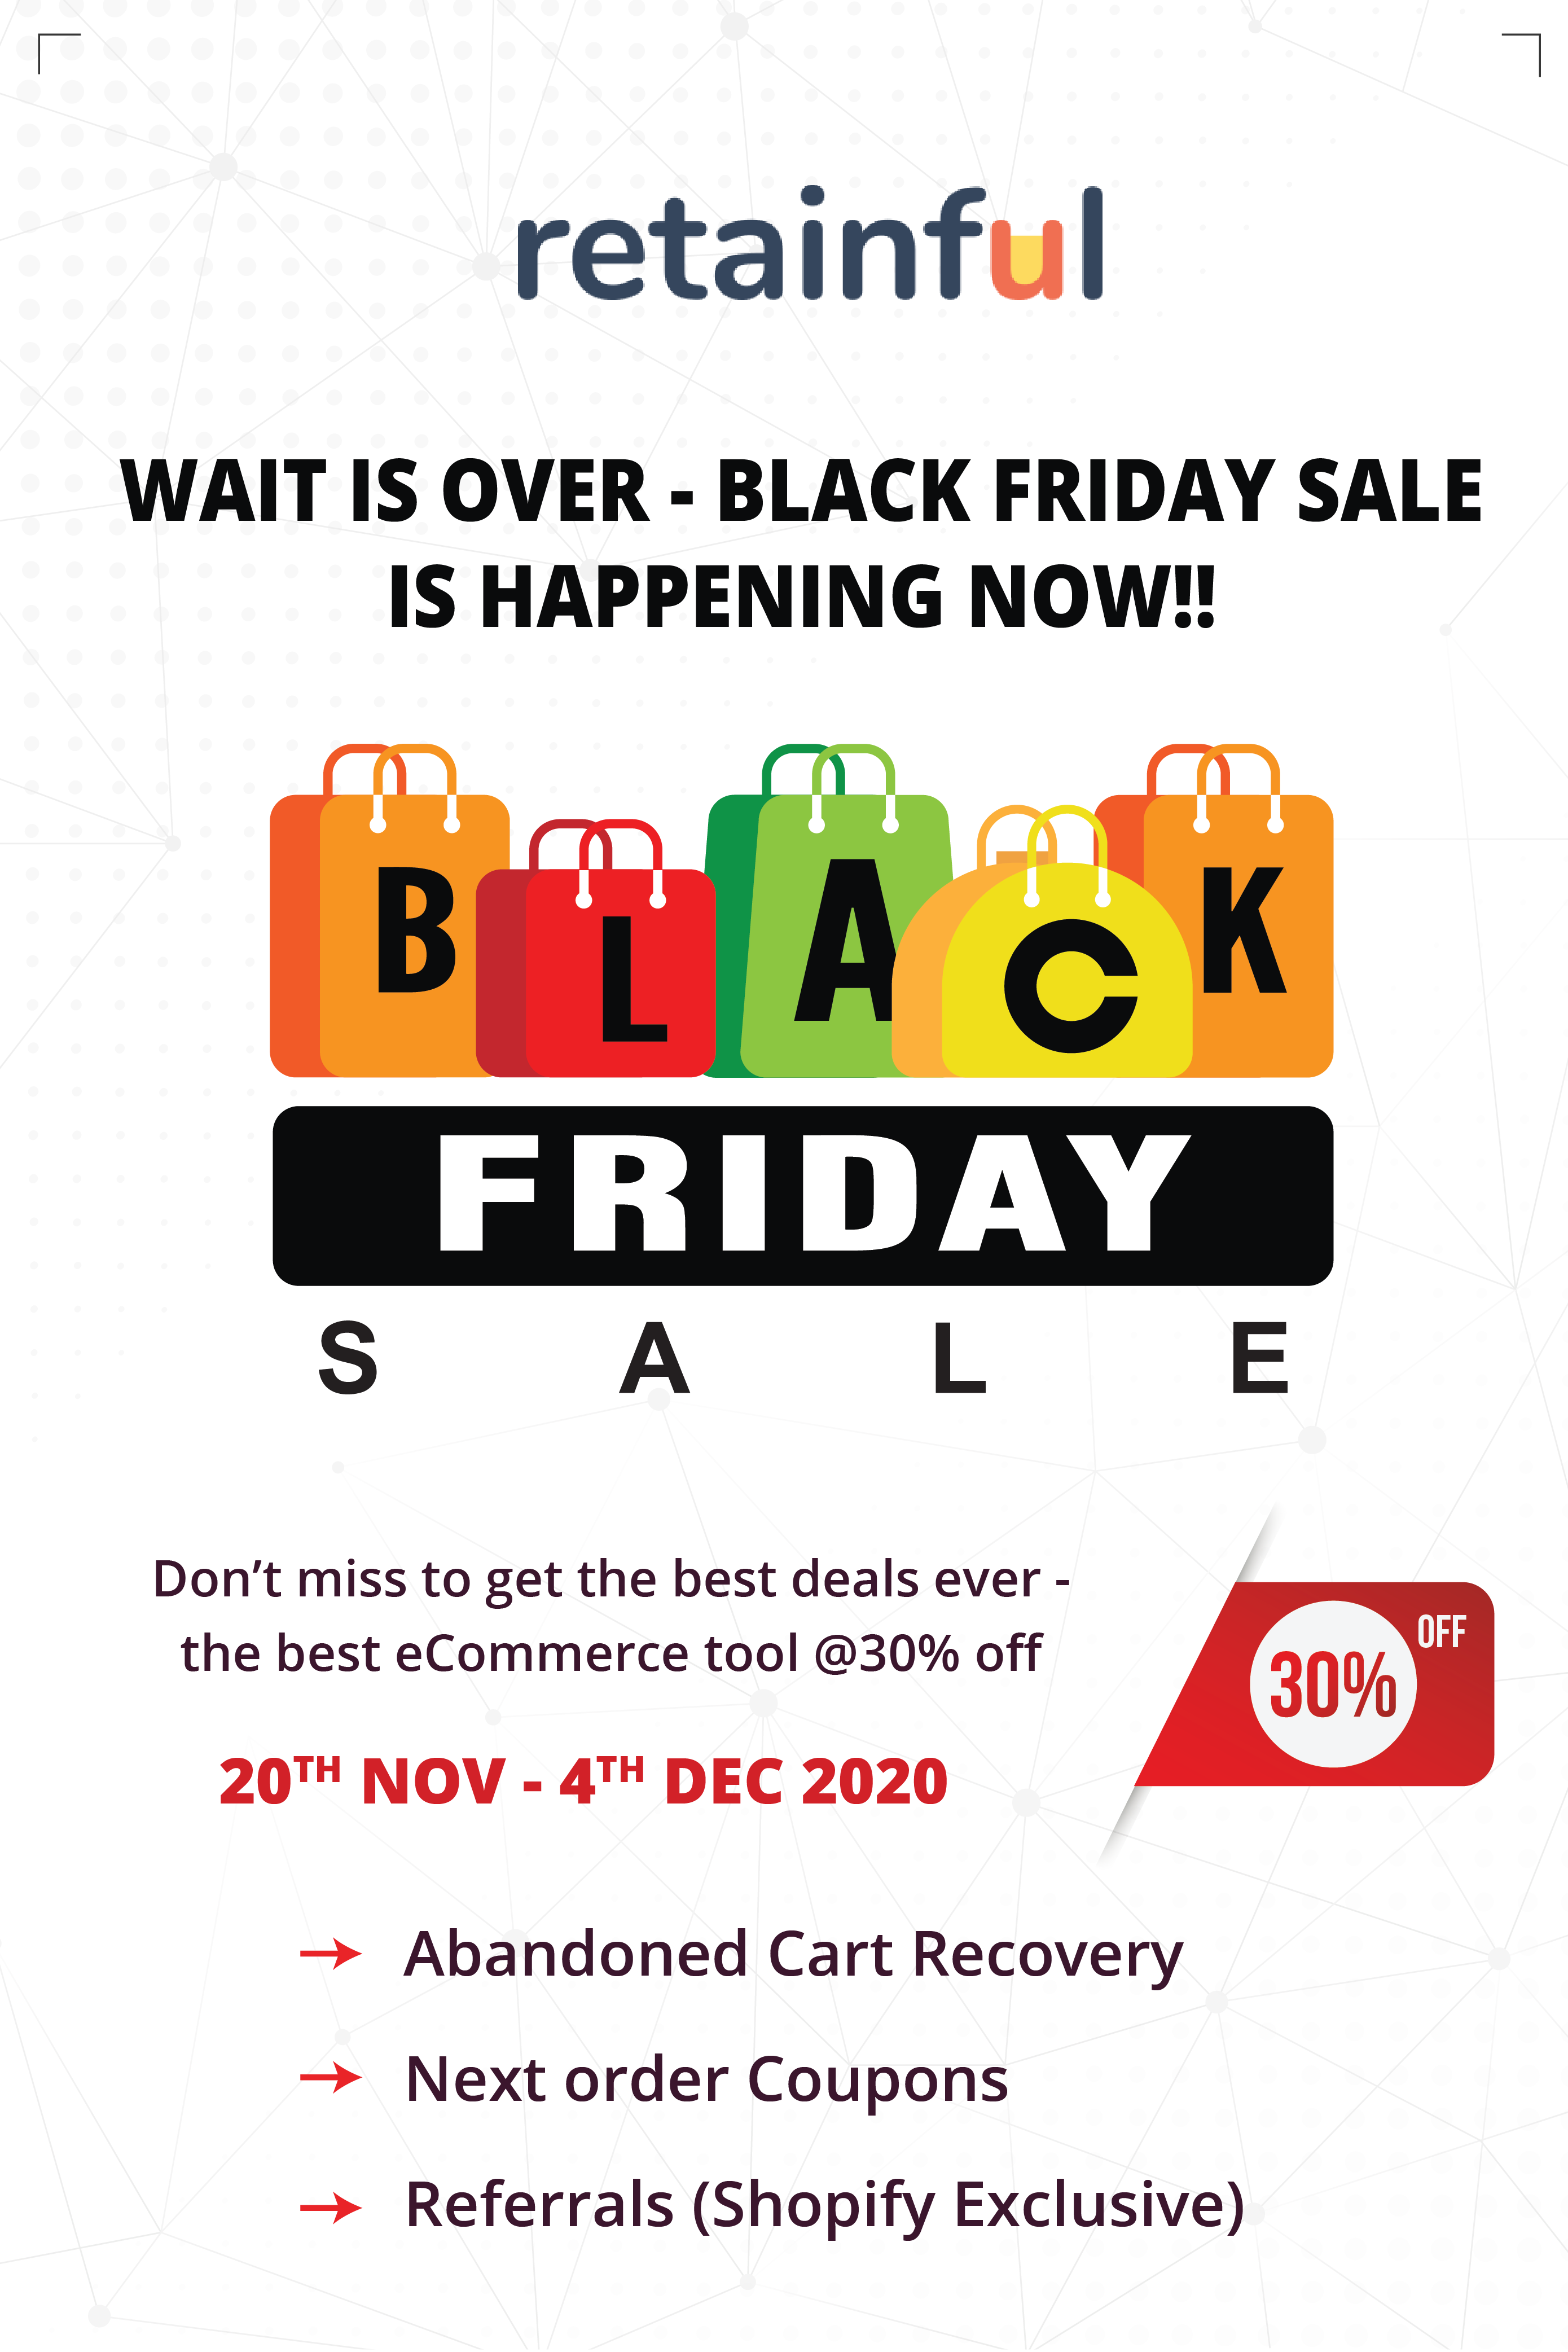 retainful
WAIT IS OVER - BLACK FRIDAY SALE
IS HAPPENING NOW!!
BLACK
FRIDAY
SALE
Don’t miss to get the best deals ever -
the best eCommerce tool @30% off
30% OFF
20TH NOV - 4TH DEC 2020
Abandoned Cart Recovery
Next order Coupons
Referrals (Shopify Exclusive)